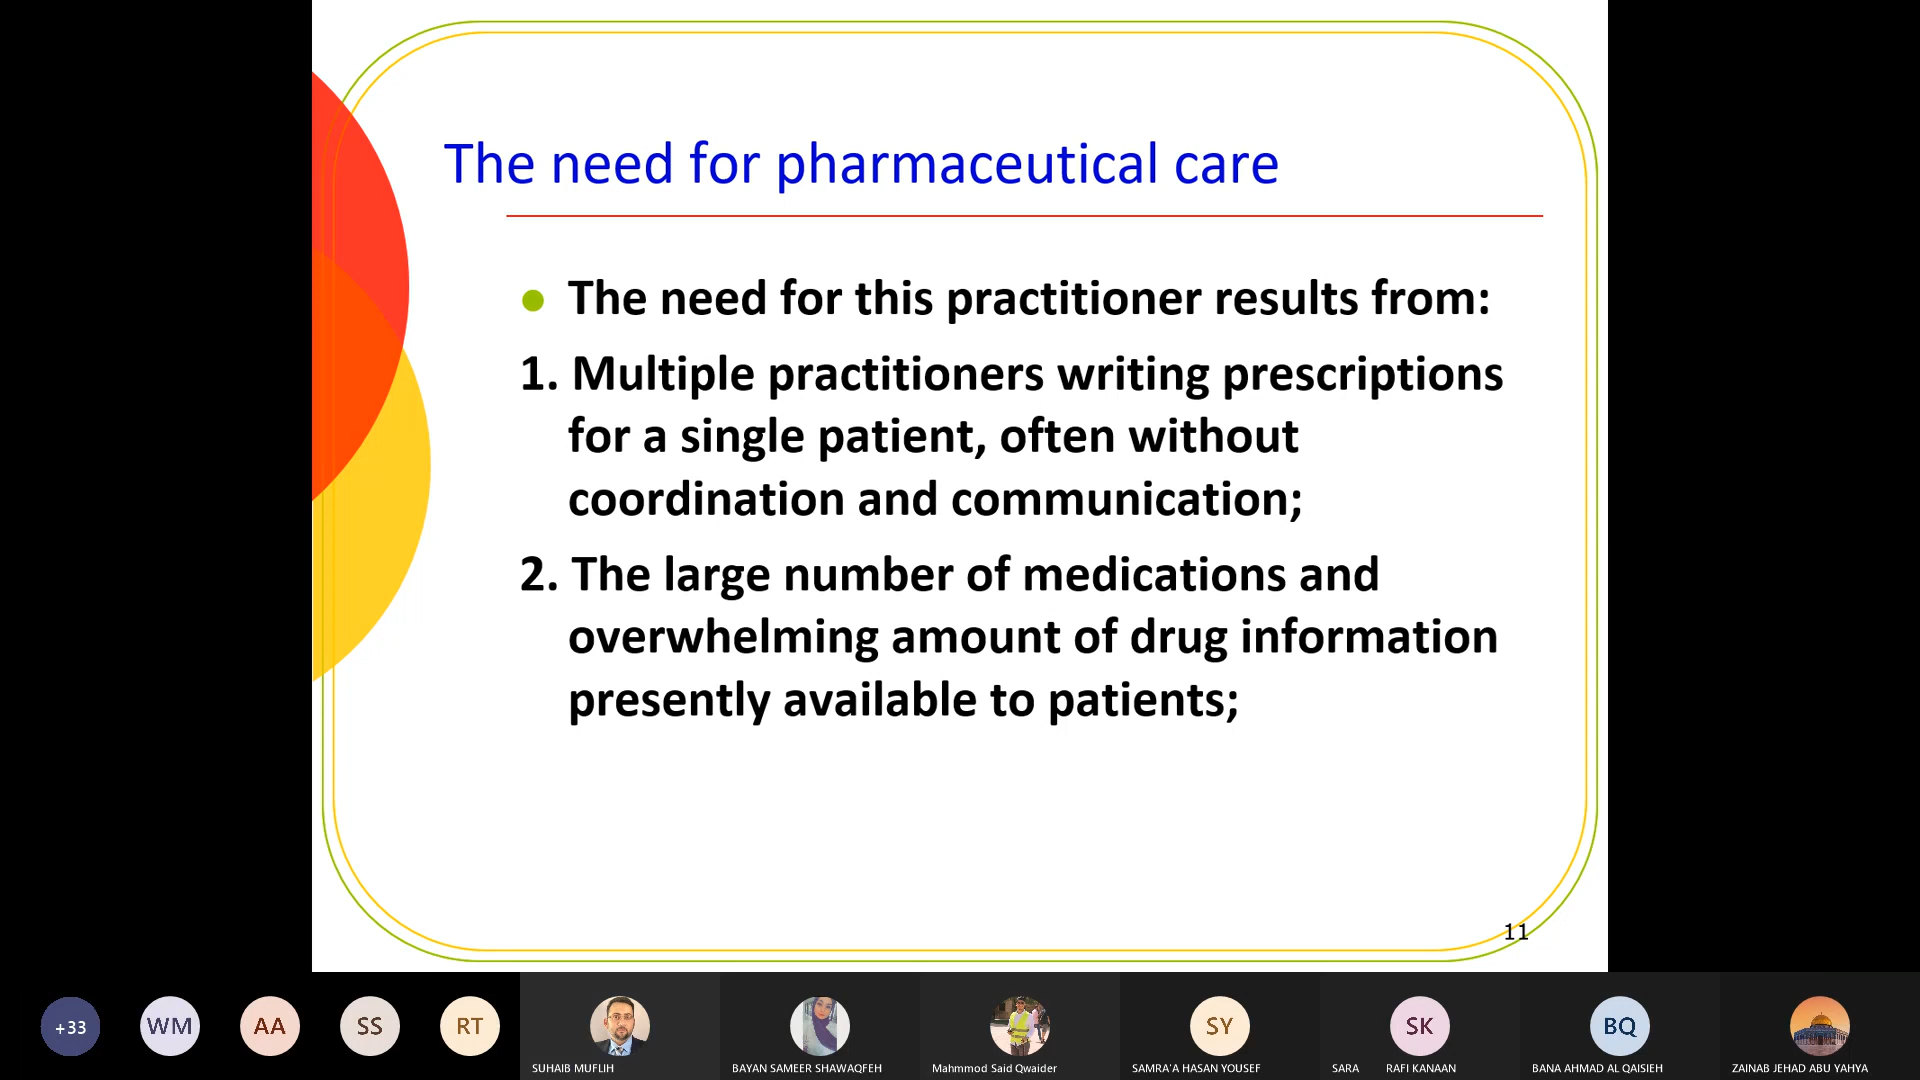 The need for pharmaceutical care
● The need for this practitioner results from:
1. Multiple practitioners writing prescriptions
for a single patient, often without
coordination and communication;
2. The large number of medications and
overwhelming amount of drug information
presently available to patients;
11
+33
WM
AA
SS
RT
SY
SK
BQ
SUHAIB MUFLIH
BAYAN SAMEER SHAWAQFEH
Mahmmod Said Qwaider
SAMRA'A HASAN YOUSEF
SARA RAFI KANAAN
BANA AHMAD AL QAISIEH
ZAINAB JEHAD ABU YAHYA